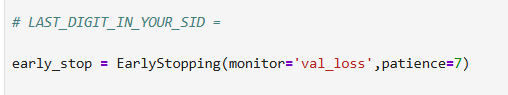 # LAST_DIGIT_IN_YOUR_SID =
early_stop = EarlyStopping(monitor='val_loss',patience=7)